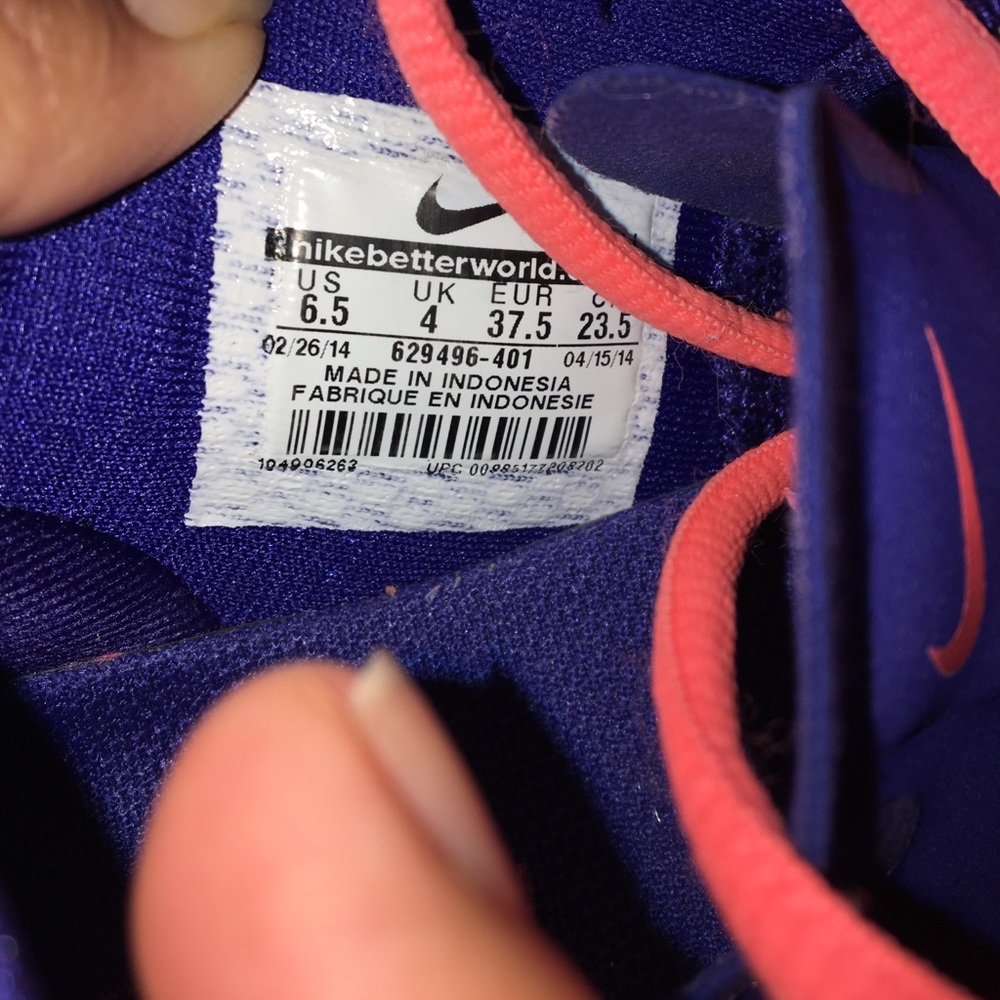 nikebetterworld.
US UK EUR
6.5 4 37.5 23.5
02/26/14 629496-401 04/15/14
MADE IN INDONESIA
FABRIQUE EN INDONESIE
UPC